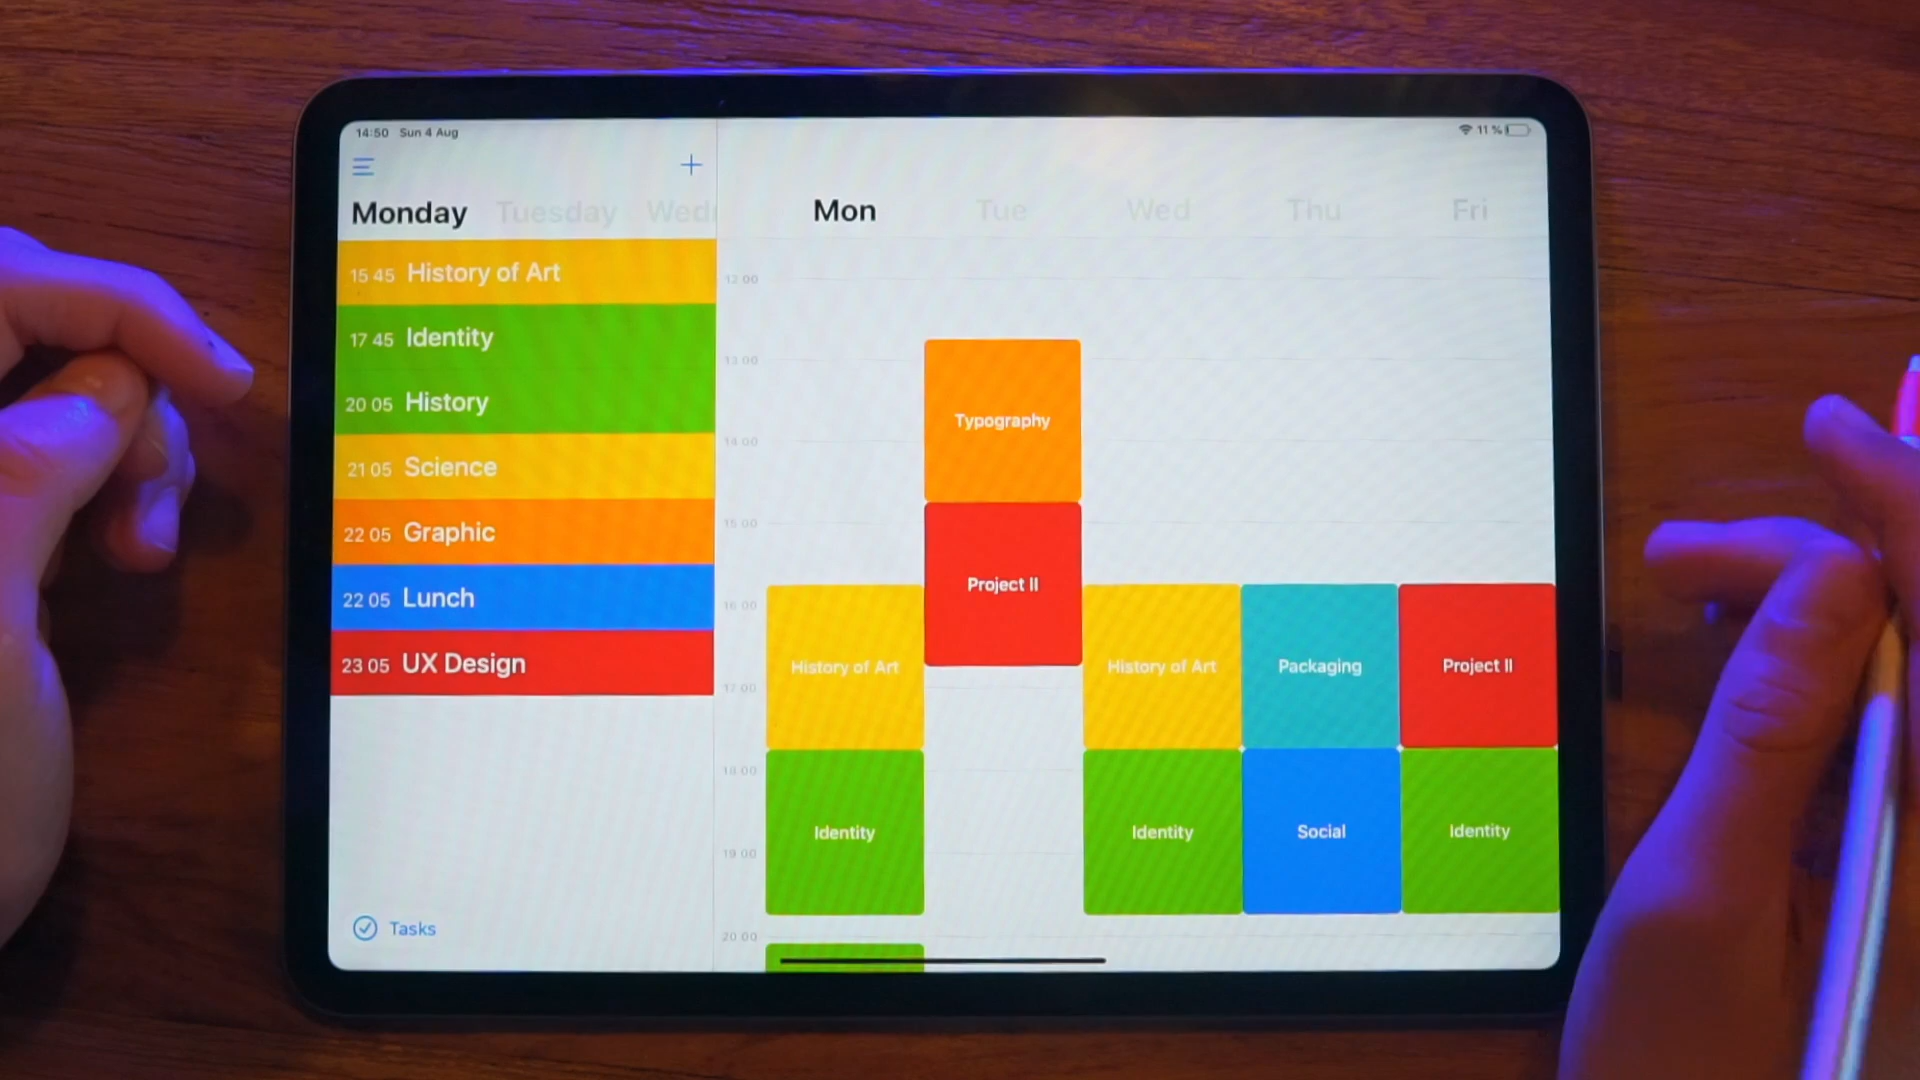 14:50 Sun 4 Aug
11 %
Monday Tuesday Wed
15 45 History of Art
17 45 Identity
20 05 History
21 05 Science
22 05 Graphic
22 05 Lunch
23 05 UX Design
Tasks
Mon Tue Wed Thu Fri
12 00
13 00
Typography
14 00
15 00
Project II
16 00
History of Art History of Art Packaging Project II
17 00
18 00
Identity Identity Social Identity
19 00
20 00